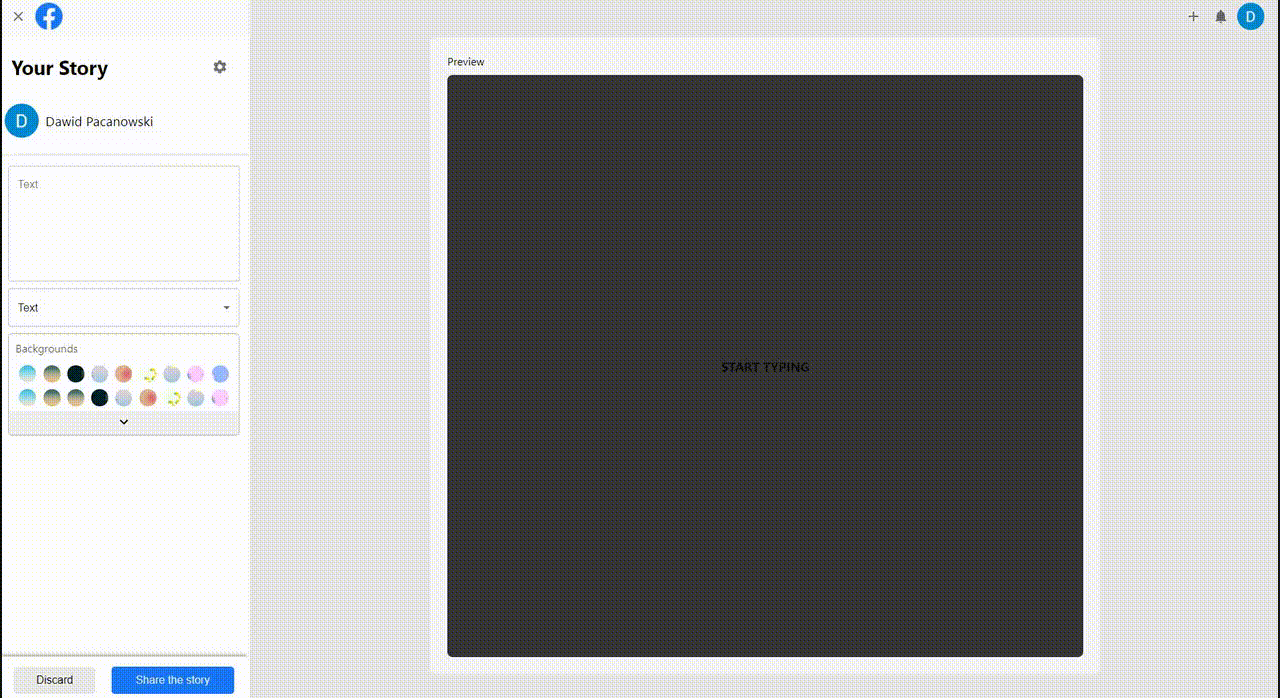 Your Story
D
Dawid Pacanowski
Text
Text
Backgrounds
Discard
Share the story
D
Preview
START TYPING